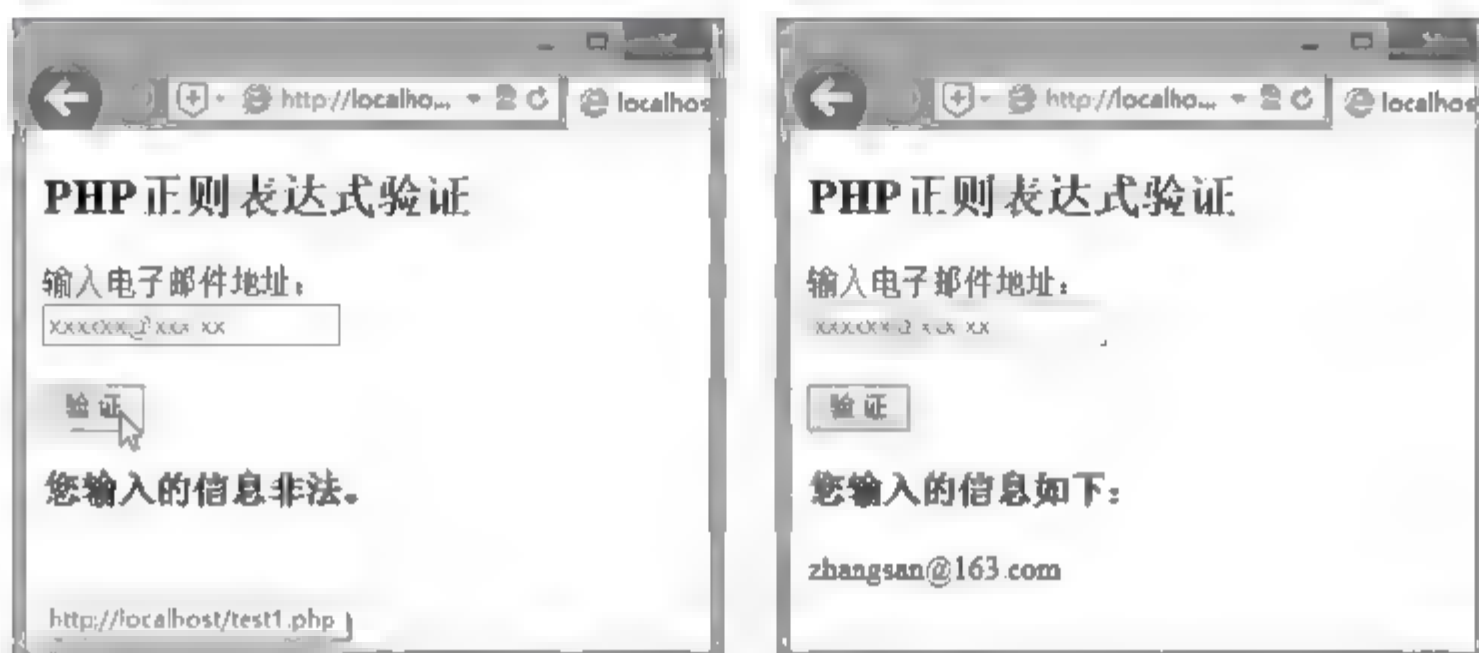 http://localho...
localhos
PHP正则表达式验证
输入电子邮件地址：
验 证
您输入的信息非法。
http://localhost/test1.php
http://localho...
localhos
PHP正则表达式验证
输入电子邮件地址：
验 证
您输入的信息如下：
zhangsan@163.com